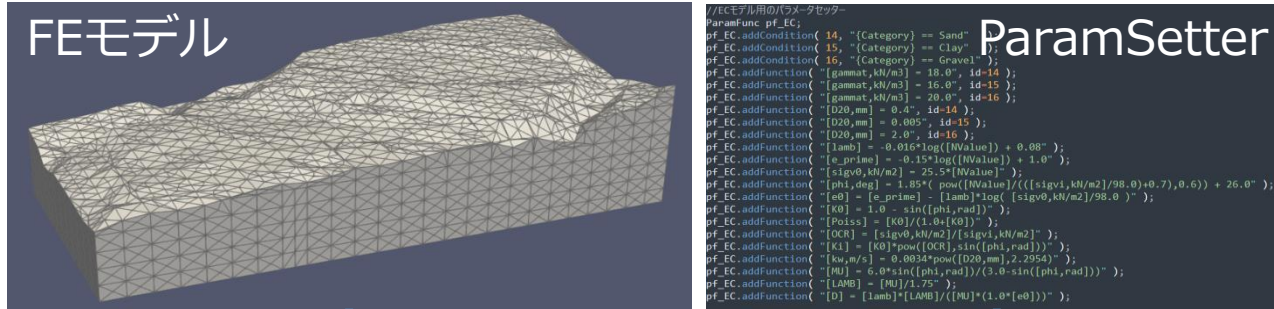 FEモデル
//ECモデル用のパラメータセッター
ParamFunc pf_EC;
ParamSetter
pf_EC.addCondition( 14, "{Category} == Sand" );
pf_EC.addCondition( 15, "{Category} == Clay" );
pf_EC.addCondition( 16, "{Category} == Gravel" );
pf_EC.addFunction( "[gammat,kN/m3] = 18.0", id=14 );
pf_EC.addFunction( "[gammat,kN/m3] = 16.0", id=15 );
pf_EC.addFunction( "[gammat,kN/m3] = 20.0", id=16 );
pf_EC.addFunction( "[D20,mm] = 0.4", id=14 );
pf_EC.addFunction( "[D20,mm] = 0.005", id=15 );
pf_EC.addFunction( "[D20,mm] = 2.0", id=16 );
pf_EC.addFunction( "[lamb] = -0.016*log([NValue]) + 0.08" );
pf_EC.addFunction( "[e_prime] = -0.15*log([NValue]) + 1.0" );
pf_EC.addFunction( "[sigv0,kN/m2] = 25.5*[NValue]" );
pf_EC.addFunction( "[phi,deg] = 1.85*( pow([NValue]/(([sigvi,kN/m2]/98.0)+0.7),0.6)) + 26.0" );
pf_EC.addFunction( "[e0] = [e_prime] - [lamb]*log( [sigv0,kN/m2]/98.0 )" );
pf_EC.addFunction( "[K0] = 1.0 - sin([phi,rad])" );
pf_EC.addFunction( "[Poiss] = [K0]/(1.0+[K0])" );
pf_EC.addFunction( "[OCR] = [sigv0,kN/m2]/[sigvi,kN/m2]" );
pf_EC.addFunction( "[Ki] = [K0]*pow([OCR],sin([phi,rad]))" );
pf_EC.addFunction( "[kw,m/s] = 0.0034*pow([D20,mm],2.2954)" );
pf_EC.addFunction( "[MU] = 6.0*sin([phi,rad])/(3.0-sin([phi,rad]))" );
pf_EC.addFunction( "[LAMB] = [MU]/1.75" );
pf_EC.addFunction( "[D] = [lamb]*[LAMB]/([MU]*(1.0*[e0]))" );